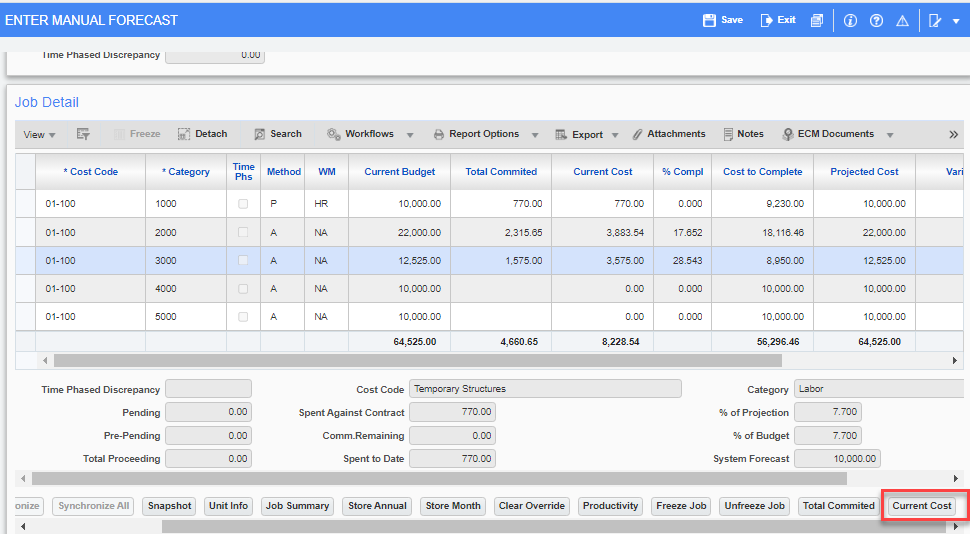 ENTER MANUAL FORECAST Save Exit
Time Phased Discrepancy 0.00
Job Detail
View Freeze Detach Search Workflows Report Options Export Attachments Notes ECM Documents »
* Cost Code * Category Time Phs Method WM Current Budget Total Commited Current Cost % Compl Cost to Complete Projected Cost Vari
01-100 1000 P HR 10,000.00 770.00 770.00 0.000 9,230.00 10,000.00
01-100 2000 A NA 22,000.00 2,315.65 3,883.54 17.652 18,116.46 22,000.00
01-100 3000 A NA 12,525.00 1,575.00 3,575.00 28.543 8,950.00 12,525.00
01-100 4000 A NA 10,000.00 0.00 0.000 10,000.00 10,000.00
01-100 5000 A NA 10,000.00 0.00 0.000 10,000.00 10,000.00
64,525.00 4,660.65 8,228.54 56,296.46 64,525.00
Time Phased Discrepancy Cost Code Temporary Structures Category Labor
Pending 0.00 Spent Against Contract 770.00 % of Projection 7.700
Pre-Pending 0.00 Comm.Remaining 0.00 % of Budget 7.700
Total Proceeding 0.00 Spent to Date 770.00 System Forecast 10,000.00
onize Synchronize All Snapshot Unit Info Job Summary Store Annual Store Month Clear Override Productivity Freeze Job Unfreeze Job Total Commited Current Cost